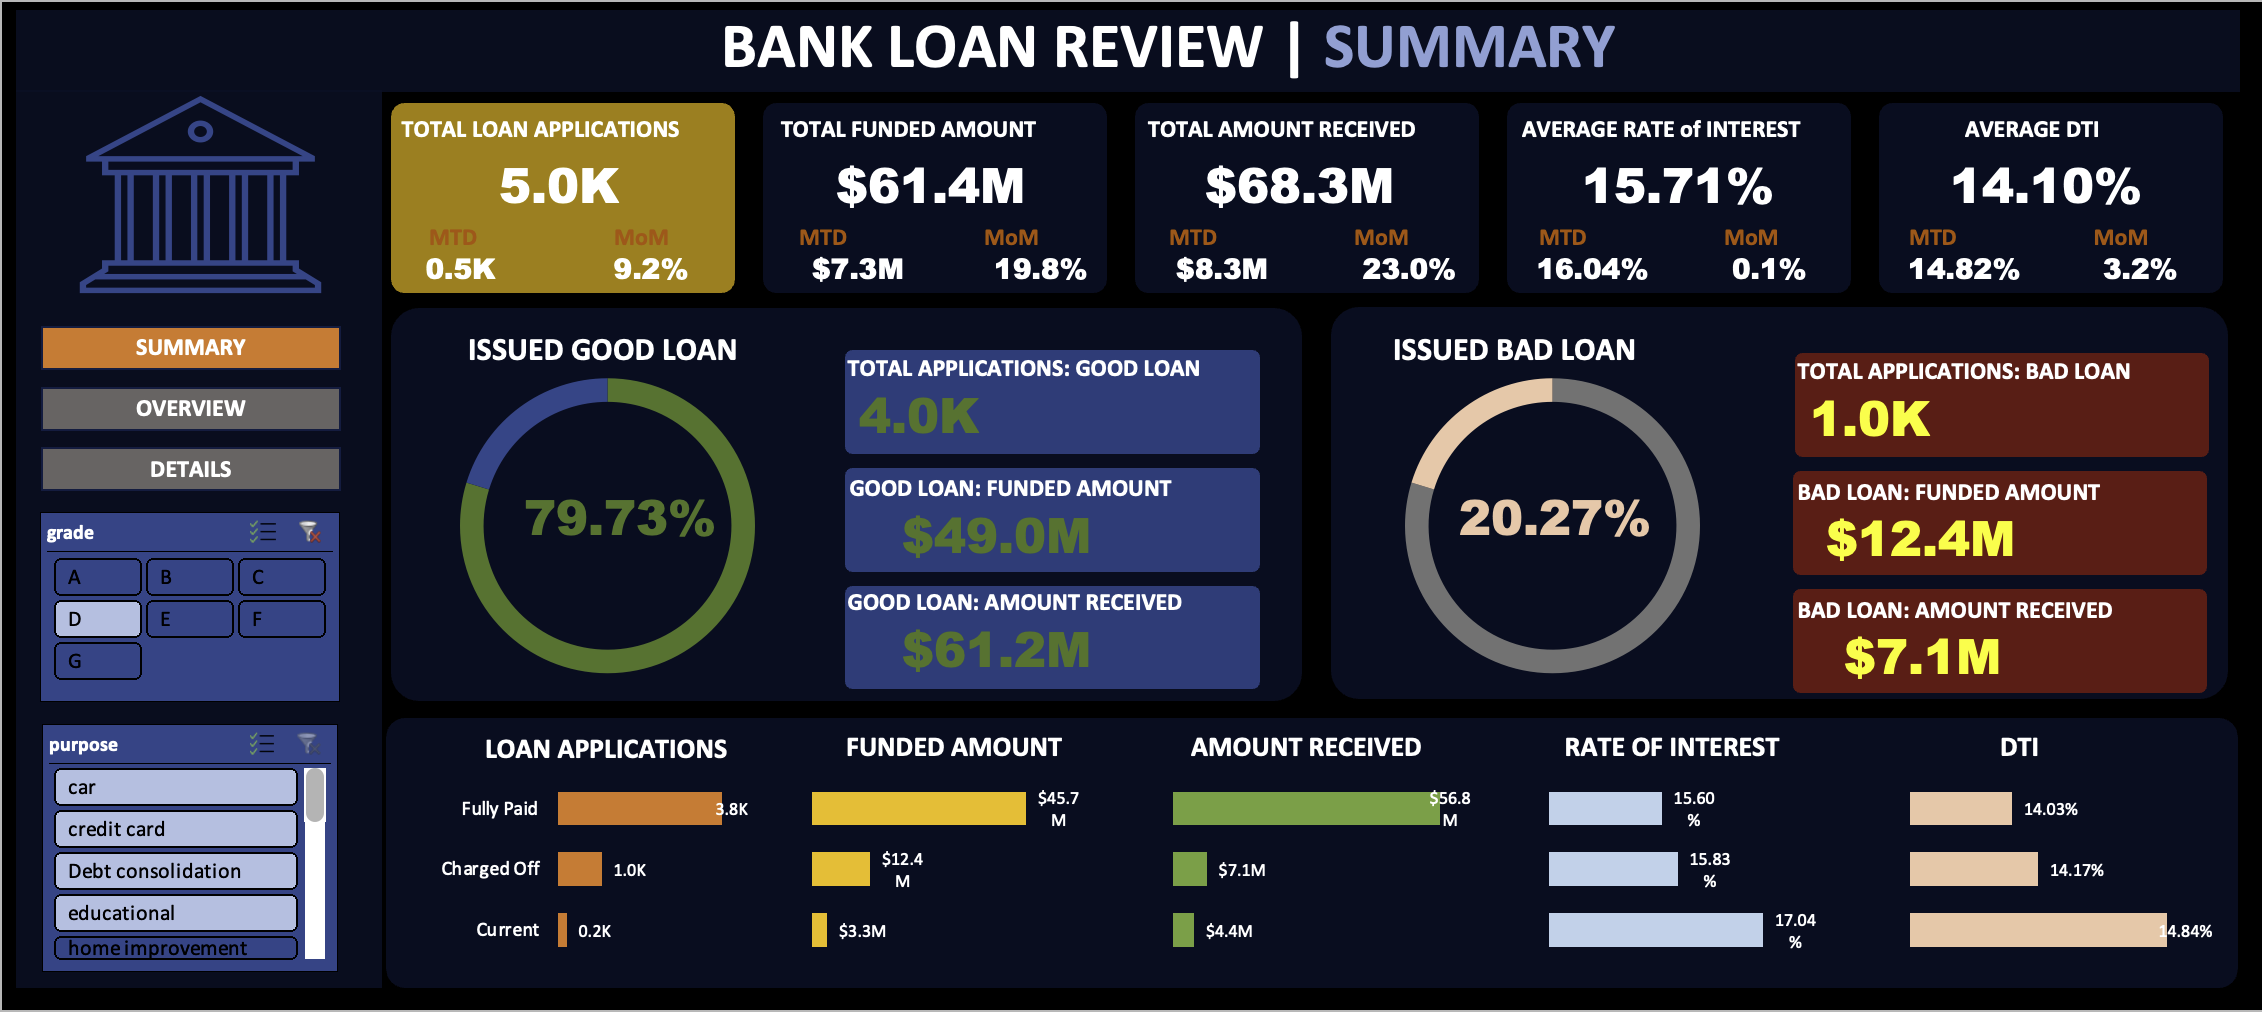 BANK LOAN REVIEW | SUMMARY
TOTAL LOAN APPLICATIONS
5.0K
MTD MoM
0.5K 9.2%
TOTAL FUNDED AMOUNT
$61.4M
MTD MoM
$7.3M 19.8%
TOTAL AMOUNT RECEIVED
$68.3M
MTD MoM
$8.3M 23.0%
AVERAGE RATE of INTEREST
15.71%
MTD MoM
16.04% 0.1%
AVERAGE DTI
14.10%
MTD MoM
14.82% 3.2%
SUMMARY
OVERVIEW
DETAILS
grade
A B C
D E F
G
purpose
car
credit card
Debt consolidation
educational
home improvement
ISSUED GOOD LOAN
79.73%
TOTAL APPLICATIONS: GOOD LOAN
4.0K
GOOD LOAN: FUNDED AMOUNT
$49.0M
GOOD LOAN: AMOUNT RECEIVED
$61.2M
ISSUED BAD LOAN
20.27%
TOTAL APPLICATIONS: BAD LOAN
1.0K
BAD LOAN: FUNDED AMOUNT
$12.4M
BAD LOAN: AMOUNT RECEIVED
$7.1M
LOAN APPLICATIONS
Fully Paid 3.8K
Charged Off 1.0K
Current 0.2K
FUNDED AMOUNT
$45.7
M
$12.4
M
$3.3M
AMOUNT RECEIVED
$56.8
M
$7.1M
$4.4M
RATE OF INTEREST
15.60
%
15.83
%
17.04
%
DTI
14.03%
14.17%
14.84%